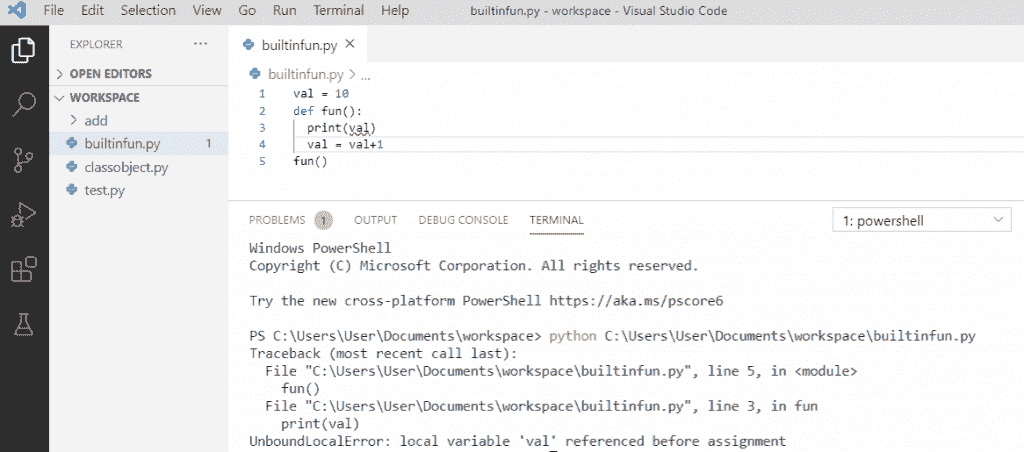 File Edit Selection View Go Run Terminal Help builtinfun.py - workspace - Visual Studio Code
EXPLORER ...
OPEN EDITORS
WORKSPACE
add
builtinfun.py 1
classobject.py
test.py
builtinfun.py ×
builtinfun.py > ...
1 val = 10
2 def fun():
3 print(val)
4 val = val+1
5 fun()
PROBLEMS 1 OUTPUT DEBUG CONSOLE TERMINAL 1: powershell
Windows PowerShell
Copyright (C) Microsoft Corporation. All rights reserved.
Try the new cross-platform PowerShell https://aka.ms/pscore6
PS C:\Users\User\Documents\workspace> python C:\Users\User\Documents\workspace\builtinfun.py
Traceback (most recent call last):
File "C:\Users\User\Documents\workspace\builtinfun.py", line 5, in <module>
fun()
File "C:\Users\User\Documents\workspace\builtinfun.py", line 3, in fun
print(val)
UnboundLocalError: local variable 'val' referenced before assignment